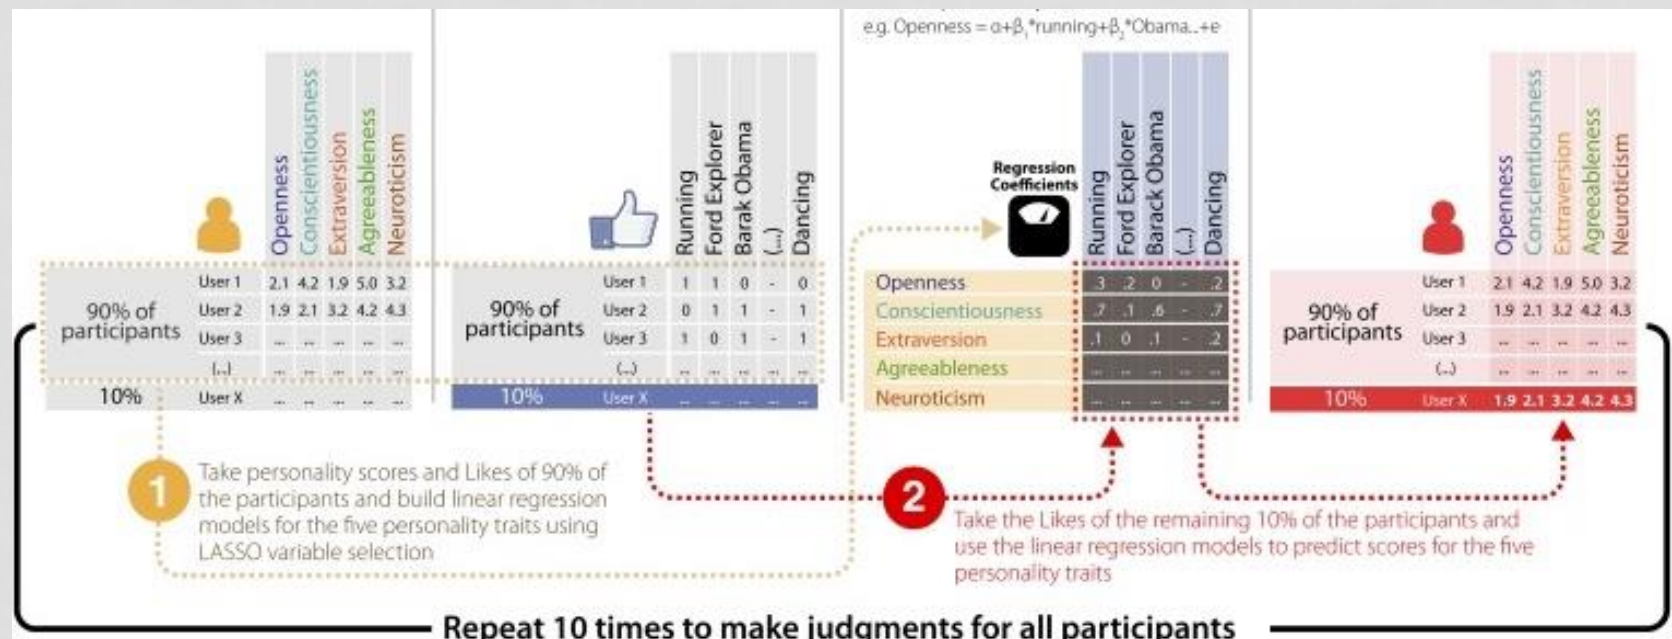 e.g. Openness = α+β₁*running+β₂*Obama...+e
Openness
Conscientiousness
Extraversion
Agreeableness
Neuroticism
90% of
participants
User 1 2.1 4.2 1.9 5.0 3.2
User 2 1.9 2.1 3.2 4.2 4.3
User 3 ... ... ... ... ...
(...) ... ... ... ... ...
10% User X ... ... ... ... ...
Running
Ford Explorer
Barak Obama
(...)
Dancing
90% of
participants
User 1 1 1 0 - 0
User 2 0 1 1 - 1
User 3 1 0 1 - 1
(...) ... ... ... ... ...
10% User X ... ... ... ... ...
Regression
Coefficients
Running
Ford Explorer
Barack Obama
(...)
Dancing
Openness .3 .2 0 - .2
Conscientiousness .7 .1 .6 - .7
Extraversion .1 0 .1 - .2
Agreeableness ... ... ... ... ...
Neuroticism ... ... ... ... ...
Openness
Conscientiousness
Extraversion
Agreeableness
Neuroticism
90% of
participants
User 1 2.1 4.2 1.9 5.0 3.2
User 2 1.9 2.1 3.2 4.2 4.3
User 3 ... ... ... ... ...
(...) ... ... ... ... ...
10% User X 1.9 2.1 3.2 4.2 4.3
1
Take personality scores and Likes of 90% of
the participants and build linear regression
models for the five personality traits using
LASSO variable selection
2
Take the Likes of the remaining 10% of the participants and
use the linear regression models to predict scores for the five
personality traits
Repeat 10 times to make judgments for all participants